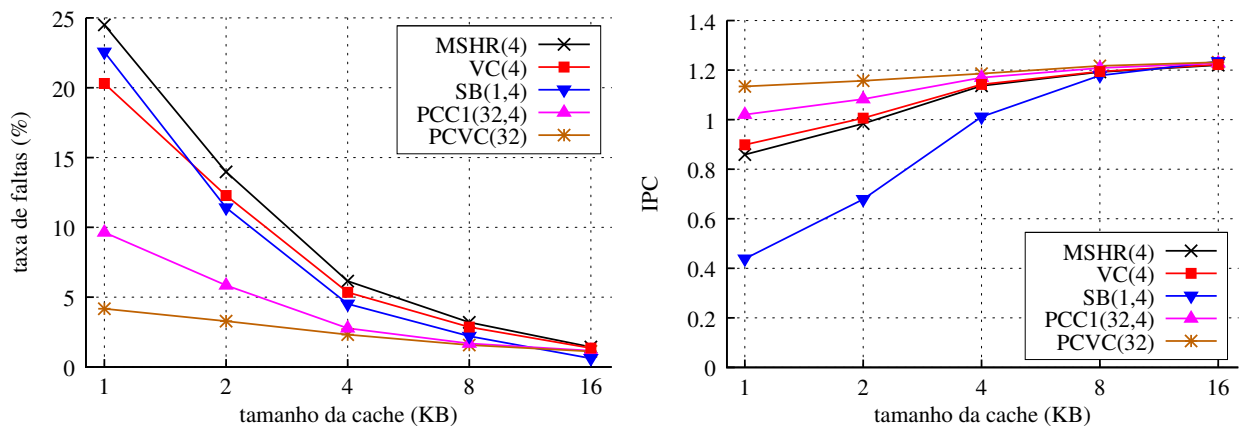 25
20
15
10
5
0
taxa de faltas (%)
1 2 4 8 16
tamanho da cache (KB)
MSHR(4)
VC(4)
SB(1,4)
PCC1(32,4)
PCVC(32)
1.4
1.2
1
0.8
0.6
0.4
0.2
0
IPC
1 2 4 8 16
tamanho da cache (KB)
MSHR(4)
VC(4)
SB(1,4)
PCC1(32,4)
PCVC(32)